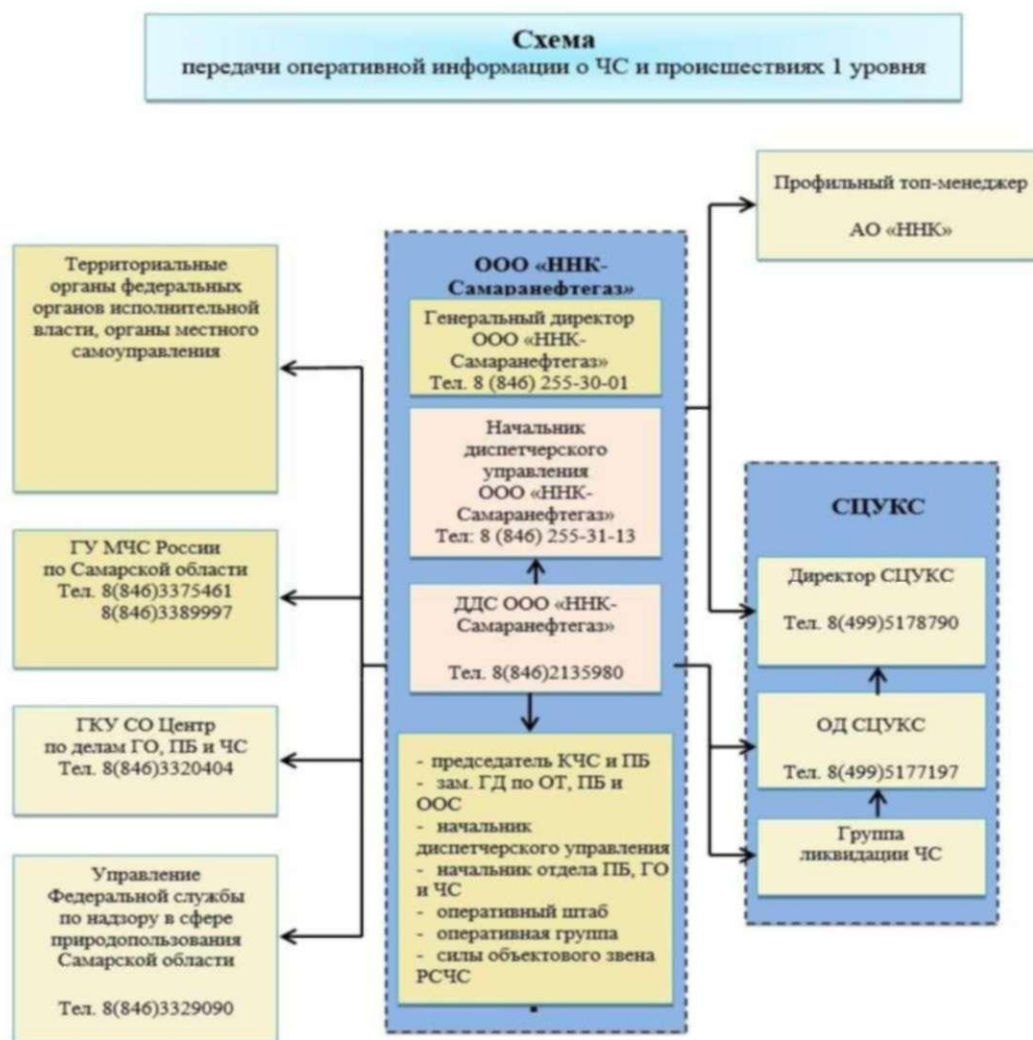 Схема
передачи оперативной информации о ЧС и происшествиях 1 уровня
Профильный топ-менеджер
АО «ННК»
Территориальные
органы федеральных
органов исполнительной
власти, органы местного
самоуправления
ГУ МЧС России
по Самарской области
Тел. 8(846)3375461
8(846)3389997
ГКУ СО Центр
по делам ГО, ПБ и ЧС
Тел. 8(846)3320404
Управление
Федеральной службы
по надзору в сфере
природопользования
Самарской области
Тел. 8(846)3329090
ООО «ННК-
Самаранефтегаз»
Генеральный директор
ООО «ННК-
Самаранефтегаз»
Тел. 8 (846) 255-30-01
Начальник
диспетчерского
управления
ООО «ННК-
Самаранефтегаз»
Тел: 8 (846) 255-31-13
ДДС ООО «ННК-
Самаранефтегаз»
Тел. 8(846)2135980
- председатель КЧС и ПБ
- зам. ГД по ОТ, ПБ и
ООС
- начальник
диспетчерского управления
- начальник отдела ПБ, ГО
и ЧС
- оперативный штаб
- оперативная группа
- силы объектового звена
РСЧС
СЦУКС
Директор СЦУКС
Тел. 8(499)5178790
ОД СЦУКС
Тел. 8(499)5177197
Группа
ликвидации ЧС